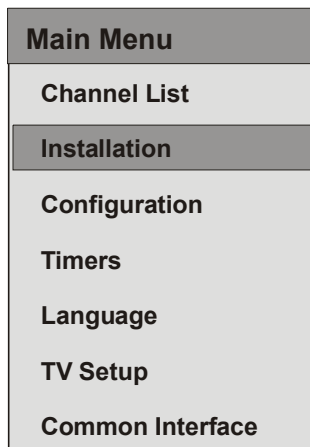 Main Menu
Channel List
Installation
Configuration
Timers
Language
TV Setup
Common Interface